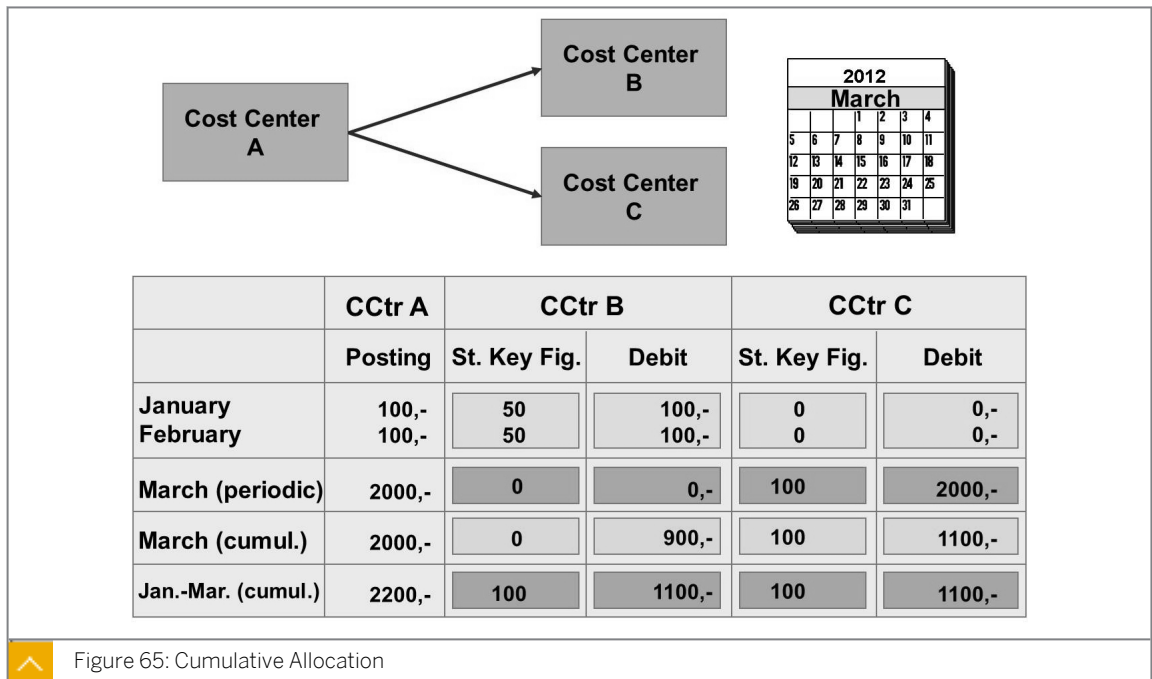 Cost Center
A
Cost Center
B
Cost Center
C
2012
March
1 2 3 4
5 6 7 8 9 10 11
12 13 14 15 16 17 18
19 20 21 22 23 24 25
26 27 28 29 30 31
CCtr A CCtr B CCtr C
Posting St. Key Fig. Debit St. Key Fig. Debit
January 100,- 50 100,- 0 0,-
February 100,- 50 100,- 0 0,-
March (periodic) 2000,- 0 0,- 100 2000,-
March (cumul.) 2000,- 0 900,- 100 1100,-
Jan.-Mar. (cumul.) 2200,- 100 1100,- 100 1100,-
Figure 65: Cumulative Allocation